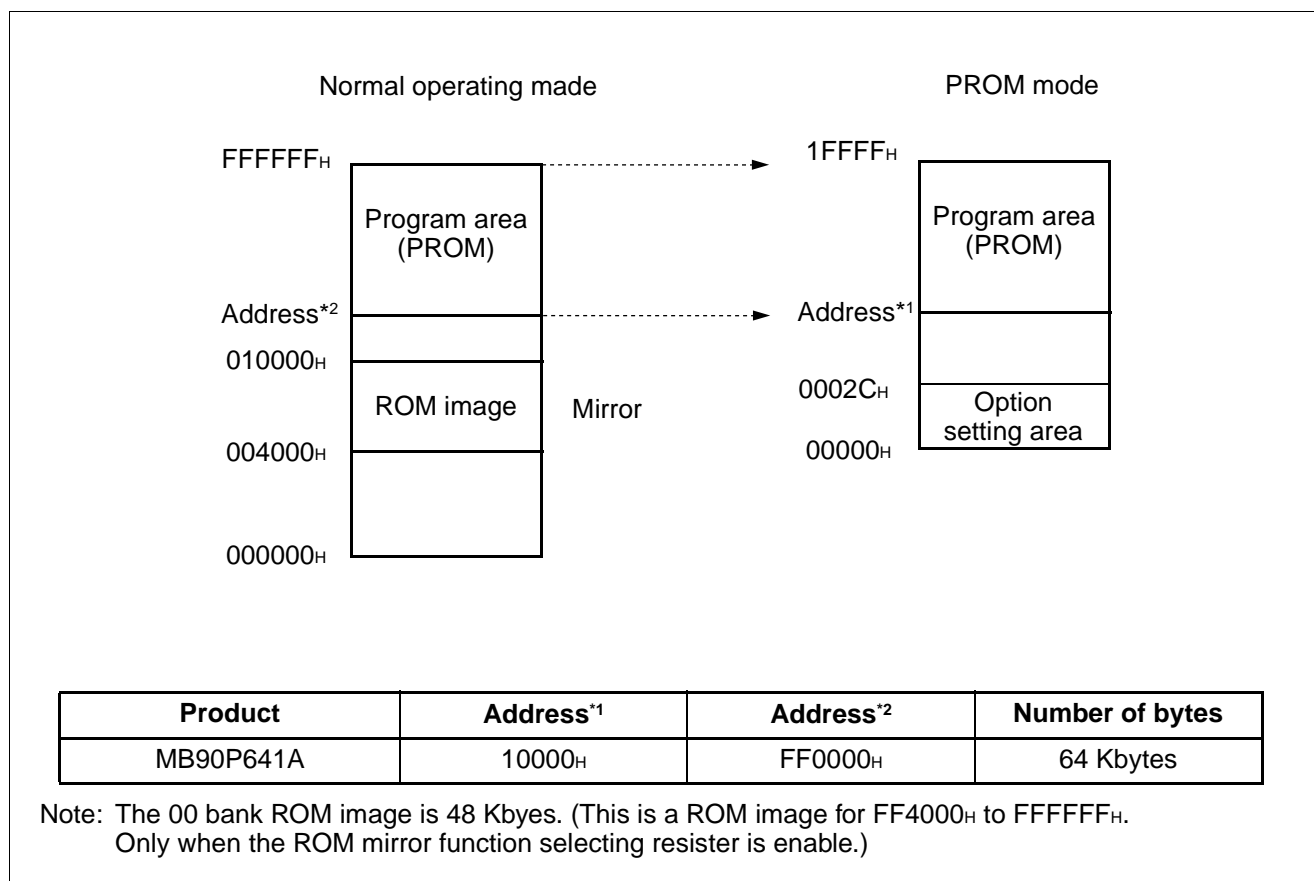 Normal operating made
PROM mode
FFFFFFH
1FFFFH
Program area
(PROM)
Program area
(PROM)
Address*2
Address*1
010000H
0002CH
ROM image
Mirror
Option
setting area
004000H
00000H
000000H
Product Address*1 Address*2 Number of bytes
MB90P641A 10000H FF0000H 64 Kbytes
Note: The 00 bank ROM image is 48 Kbyes. (This is a ROM image for FF4000H to FFFFFFH.
Only when the ROM mirror function selecting resister is enable.)